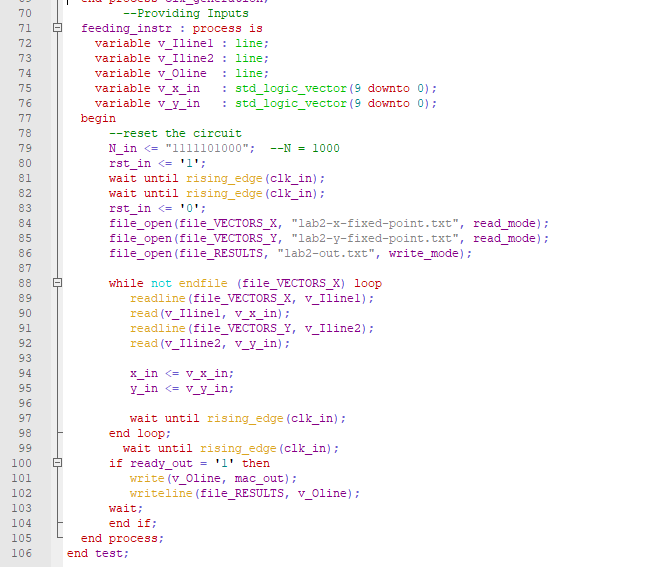 70 --Providing Inputs
71 feeding_instr : process is
72 variable v_Iline1 : line;
73 variable v_Iline2 : line;
74 variable v_Oline : line;
75 variable v_x_in : std_logic_vector(9 downto 0);
76 variable v_y_in : std_logic_vector(9 downto 0);
77 begin
78 --reset the circuit
79 N_in <= "1111101000"; --N = 1000
80 rst_in <= '1';
81 wait until rising_edge(clk_in);
82 wait until rising_edge(clk_in);
83 rst_in <= '0';
84 file_open(file_VECTORS_X, "lab2-x-fixed-point.txt", read_mode);
85 file_open(file_VECTORS_Y, "lab2-y-fixed-point.txt", read_mode);
86 file_open(file_RESULTS, "lab2-out.txt", write_mode);
87
88 while not endfile (file_VECTORS_X) loop
89 readline(file_VECTORS_X, v_Iline1);
90 read(v_Iline1, v_x_in);
91 readline(file_VECTORS_Y, v_Iline2);
92 read(v_Iline2, v_y_in);
93
94 x_in <= v_x_in;
95 y_in <= v_y_in;
96
97 wait until rising_edge(clk_in);
98 end loop;
99 wait until rising_edge(clk_in);
100 if ready_out = '1' then
101 write(v_Oline, mac_out);
102 writeline(file_RESULTS, v_Oline);
103 wait;
104 end if;
105 end process;
106 end test;